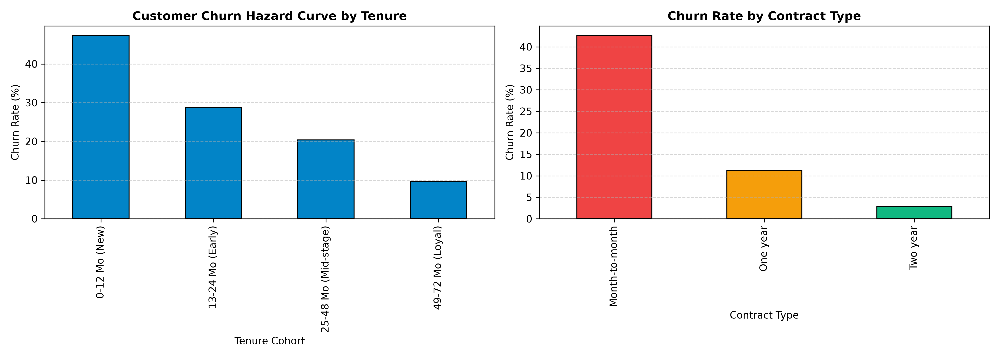 Customer Churn Hazard Curve by Tenure
Churn Rate (%)
40
30
20
10
0
0-12 Mo (New)
13-24 Mo (Early)
25-48 Mo (Mid-stage)
49-72 Mo (Loyal)
Tenure Cohort
Churn Rate by Contract Type
Churn Rate (%)
40
35
30
25
20
15
10
5
0
Month-to-month
One year
Two year
Contract Type